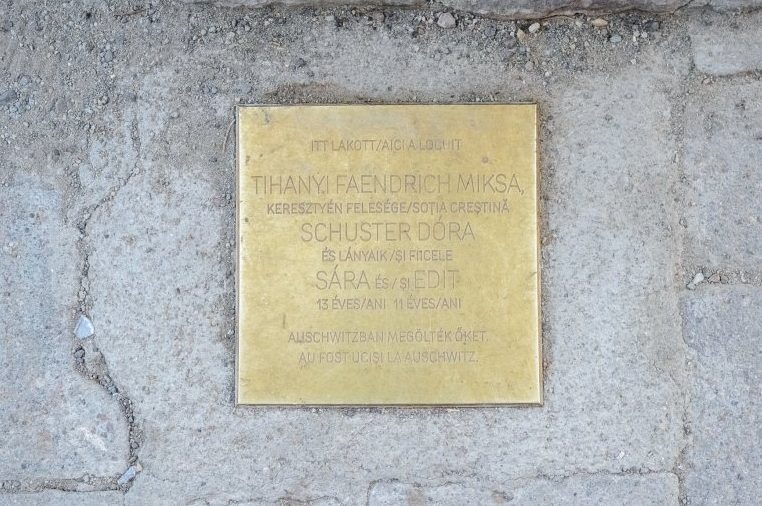 ITT LAKOTT/AICI A LOCUIT
TIHANYI FAENDRICH MIKSA,
KERESZTYÉN FELESÉGE/SOȚIA CREȘTINĂ
SCHUSTER DÓRA
ÉS LÁNYAIK/ȘI FIICELE
SÁRA ÉS/ȘI EDIT
13 ÉVES/ANI 11 ÉVES/ANI
AUSCHWITZBAN MEGÖLTÉK ŐKET.
AU FOST UCIȘI LA AUSCHWITZ.